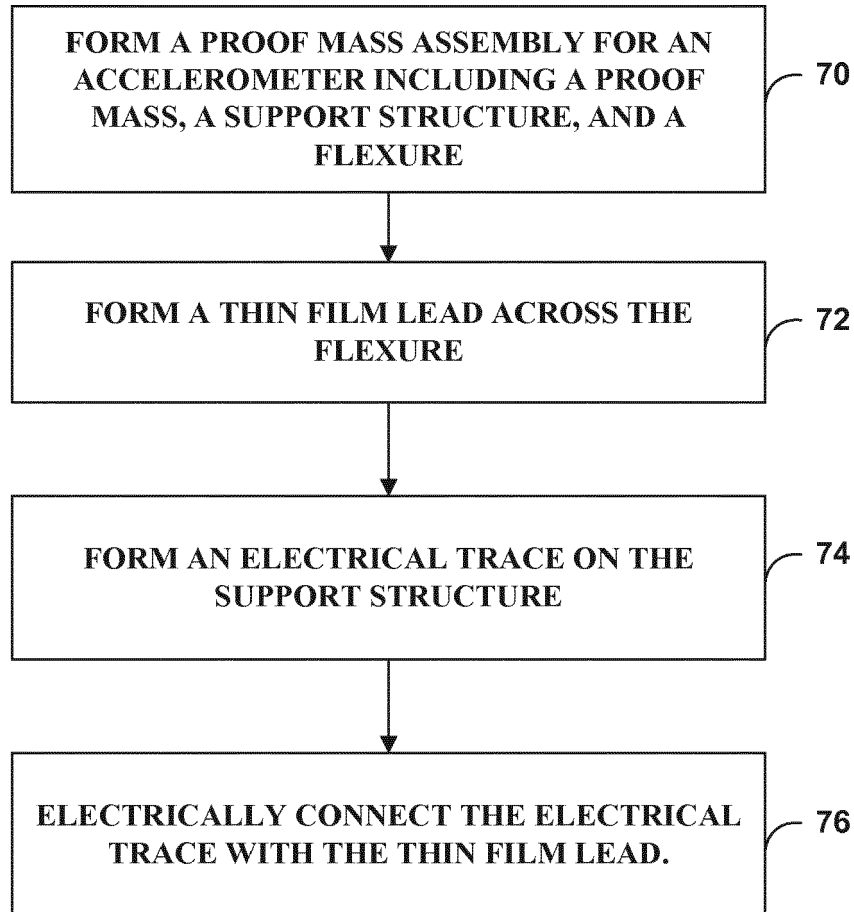 FORM A PROOF MASS ASSEMBLY FOR AN
ACCELEROMETER INCLUDING A PROOF
MASS, A SUPPORT STRUCTURE, AND A
FLEXURE
70
FORM A THIN FILM LEAD ACROSS THE
FLEXURE
72
FORM AN ELECTRICAL TRACE ON THE
SUPPORT STRUCTURE
74
ELECTRICALLY CONNECT THE ELECTRICAL
TRACE WITH THE THIN FILM LEAD.
76